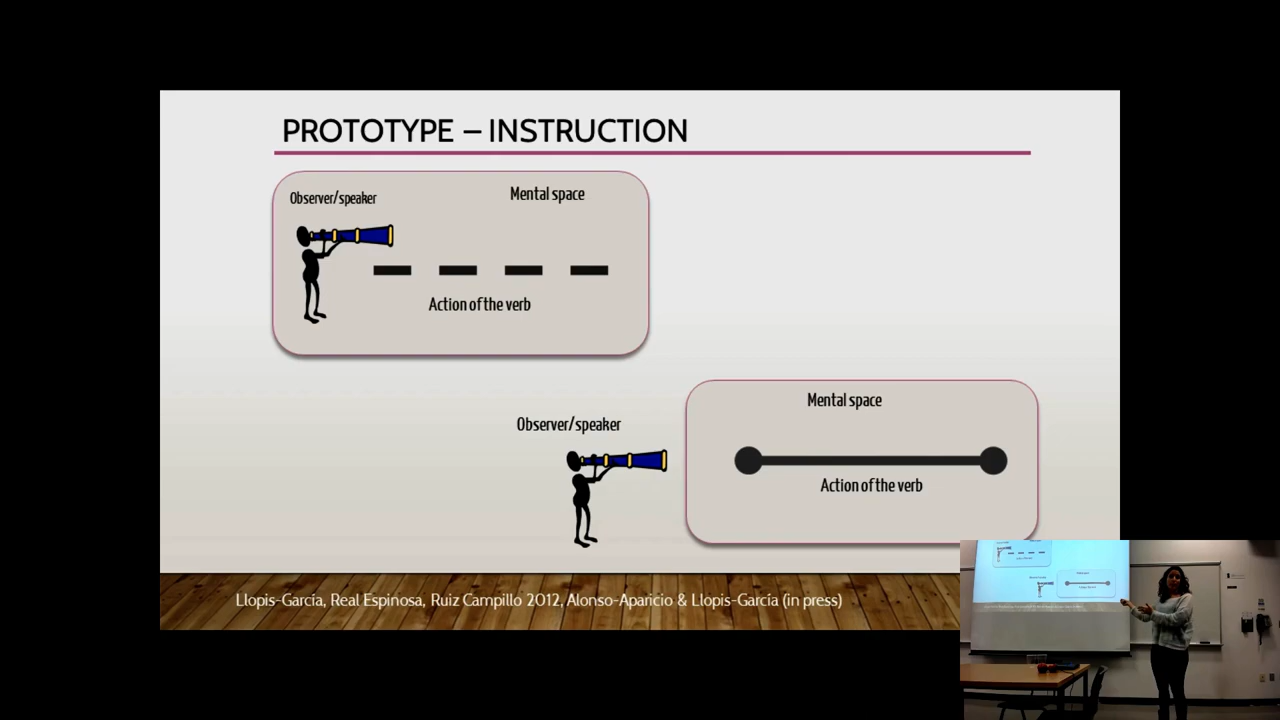 PROTOTYPE – INSTRUCTION
Observer/speaker
Mental space
Action of the verb
Mental space
Observer/speaker
Action of the verb
Llopis-García, Real Espinosa, Ruiz Campillo 2012, Alonso-Aparicio & Llopis-García (in press)